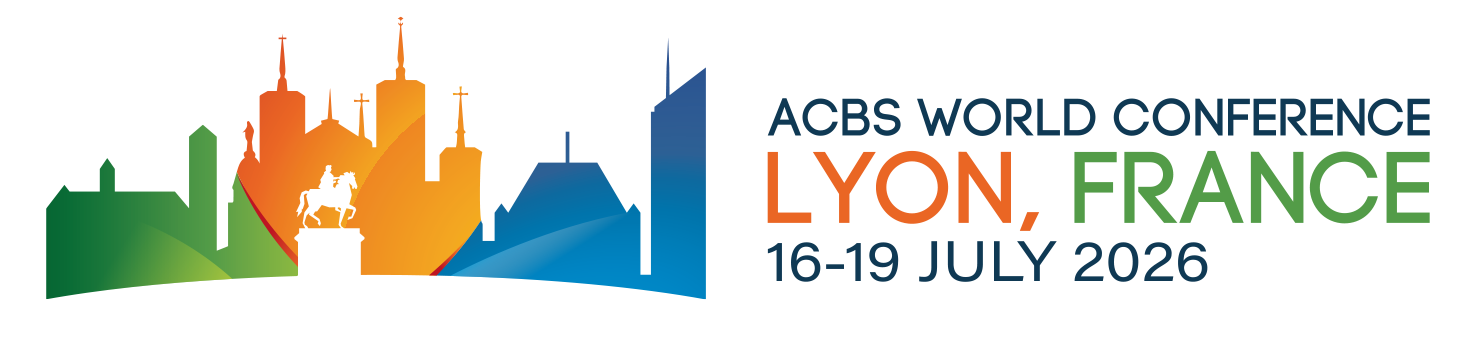 ACBS WORLD CONFERENCE
LYON, FRANCE
16-19 JULY 2026